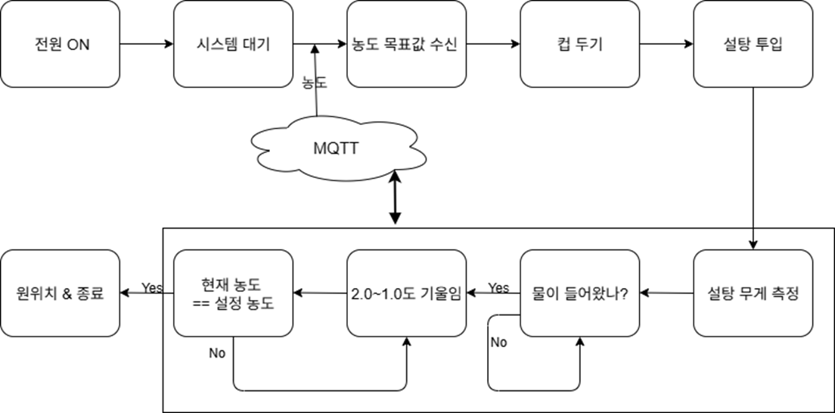 전원 ON
시스템 대기
농도 목표값 수신
컵 두기
설탕 투입
농도
MQTT
원위치 & 종료
Yes
현재 농도
== 설정 농도
2.0~1.0도 기울임
Yes
물이 들어왔나?
설탕 무게 측정
No
No